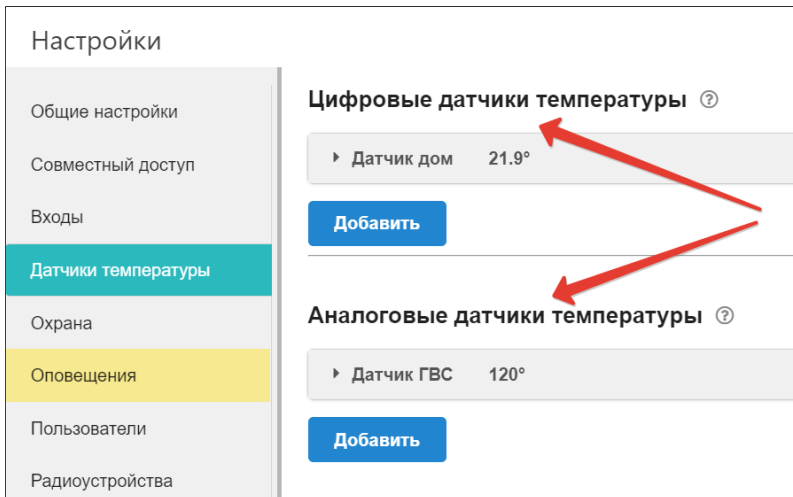 Настройки
Общие настройки
Совместный доступ
Входы
Датчики температуры
Охрана
Оповещения
Пользователи
Радиоустройства
Цифровые датчики температуры ?
Датчик дом 21.9°
Добавить
Аналоговые датчики температуры ?
Датчик ГВС 120°
Добавить